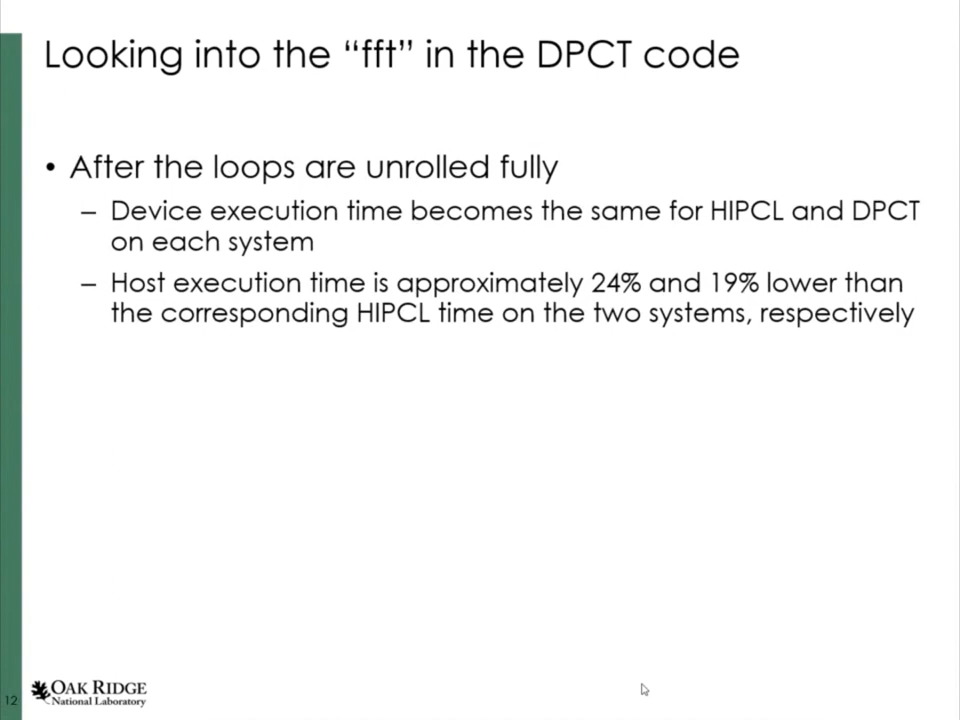 Looking into the “fft” in the DPCT code
• After the loops are unrolled fully
– Device execution time becomes the same for HIPCL and DPCT
on each system
– Host execution time is approximately 24% and 19% lower than
the corresponding HIPCL time on the two systems, respectively
12
OAK RIDGE
National Laboratory